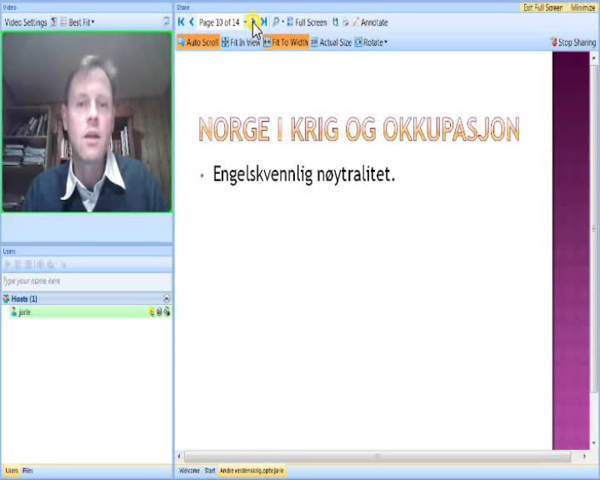 Video
Share
Exit Full Screen
Minimize
Video Settings
Best Fit
Page 10 of 14
Full Screen
Annotate
Auto Scroll
Fit In View
Fit To Width
Actual Size
Rotate
Stop Sharing
NORGE I KRIG OG OKKUPASJON
• Engelskvennlig nøytralitet.
Users
Type your name here
Hosts (1)
jarle
Users
Files
Welcome - Start
Andre verdenskrig.pptx-jarle